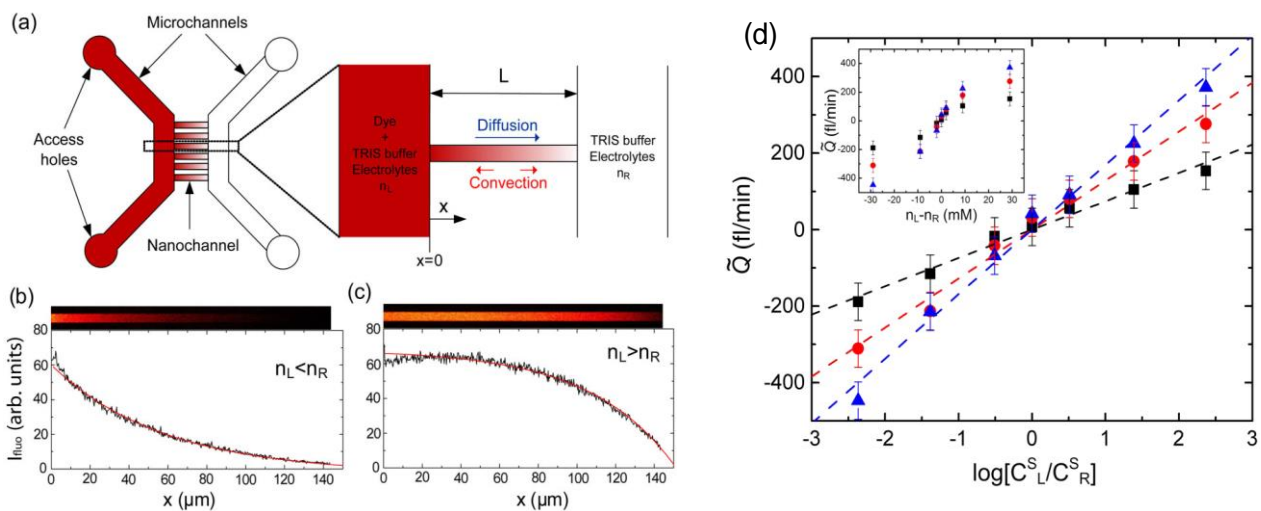 (a)
Microchannels
Access
holes
Nanochannel
Dye
+
TRIS buffer
Electrolytes
n_L
L
Diffusion
Convection
x
x=0
TRIS buffer
Electrolytes
n_R
(b)
I_fluo (arb. units)
80
60
40
20
0
n_L<n_R
0 20 40 60 80 100 120 140
x (μm)
(c)
80
60
40
20
0
n_L>n_R
0 20 40 60 80 100 120 140
x (μm)
(d)
Q̃ (fl/min)
400
200
0
-200
-400
-3 -2 -1 0 1 2 3
log[C^S_L/C^S_R]
Q̃ (fl/min)
400
200
0
-200
-400
-30 -20 -10 0 10 20 30
n_L-n_R (mM)